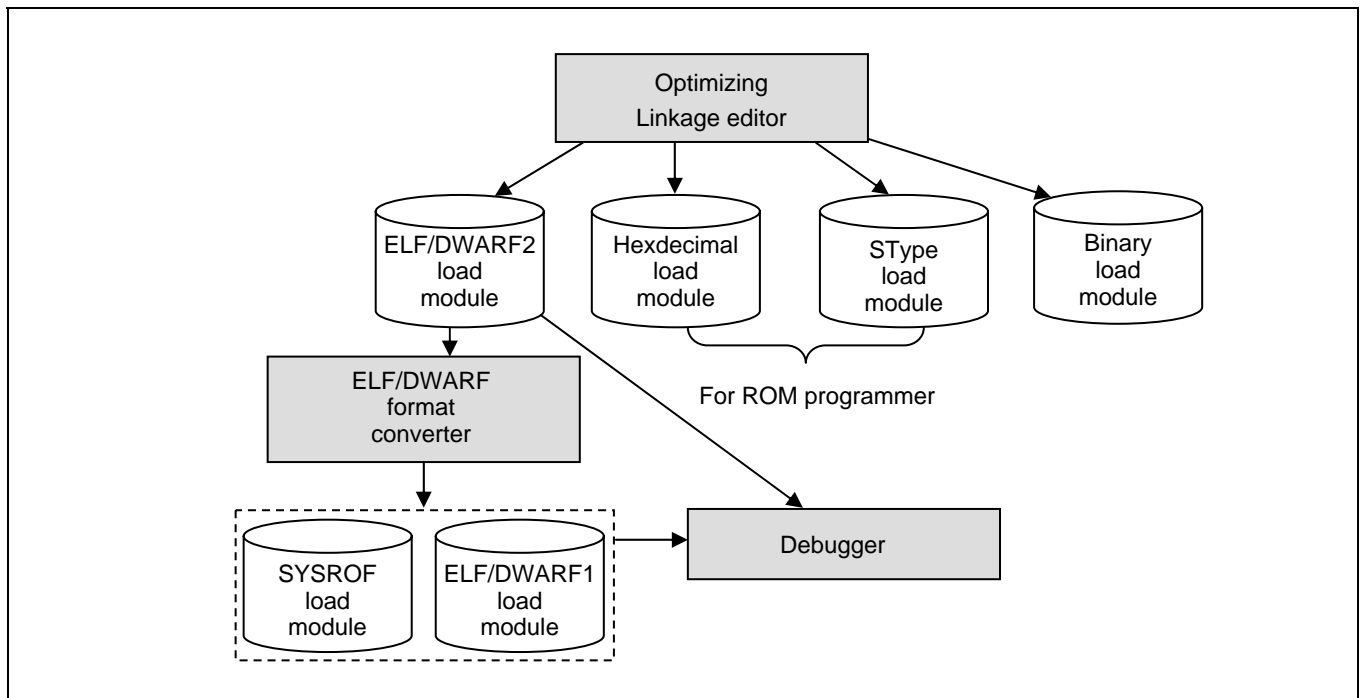 Optimizing
Linkage editor
ELF/DWARF2
load
module
Hexdecimal
load
module
SType
load
module
Binary
load
module
ELF/DWARF
format
converter
For ROM programmer
SYSROF
load
module
ELF/DWARF1
load
module
Debugger